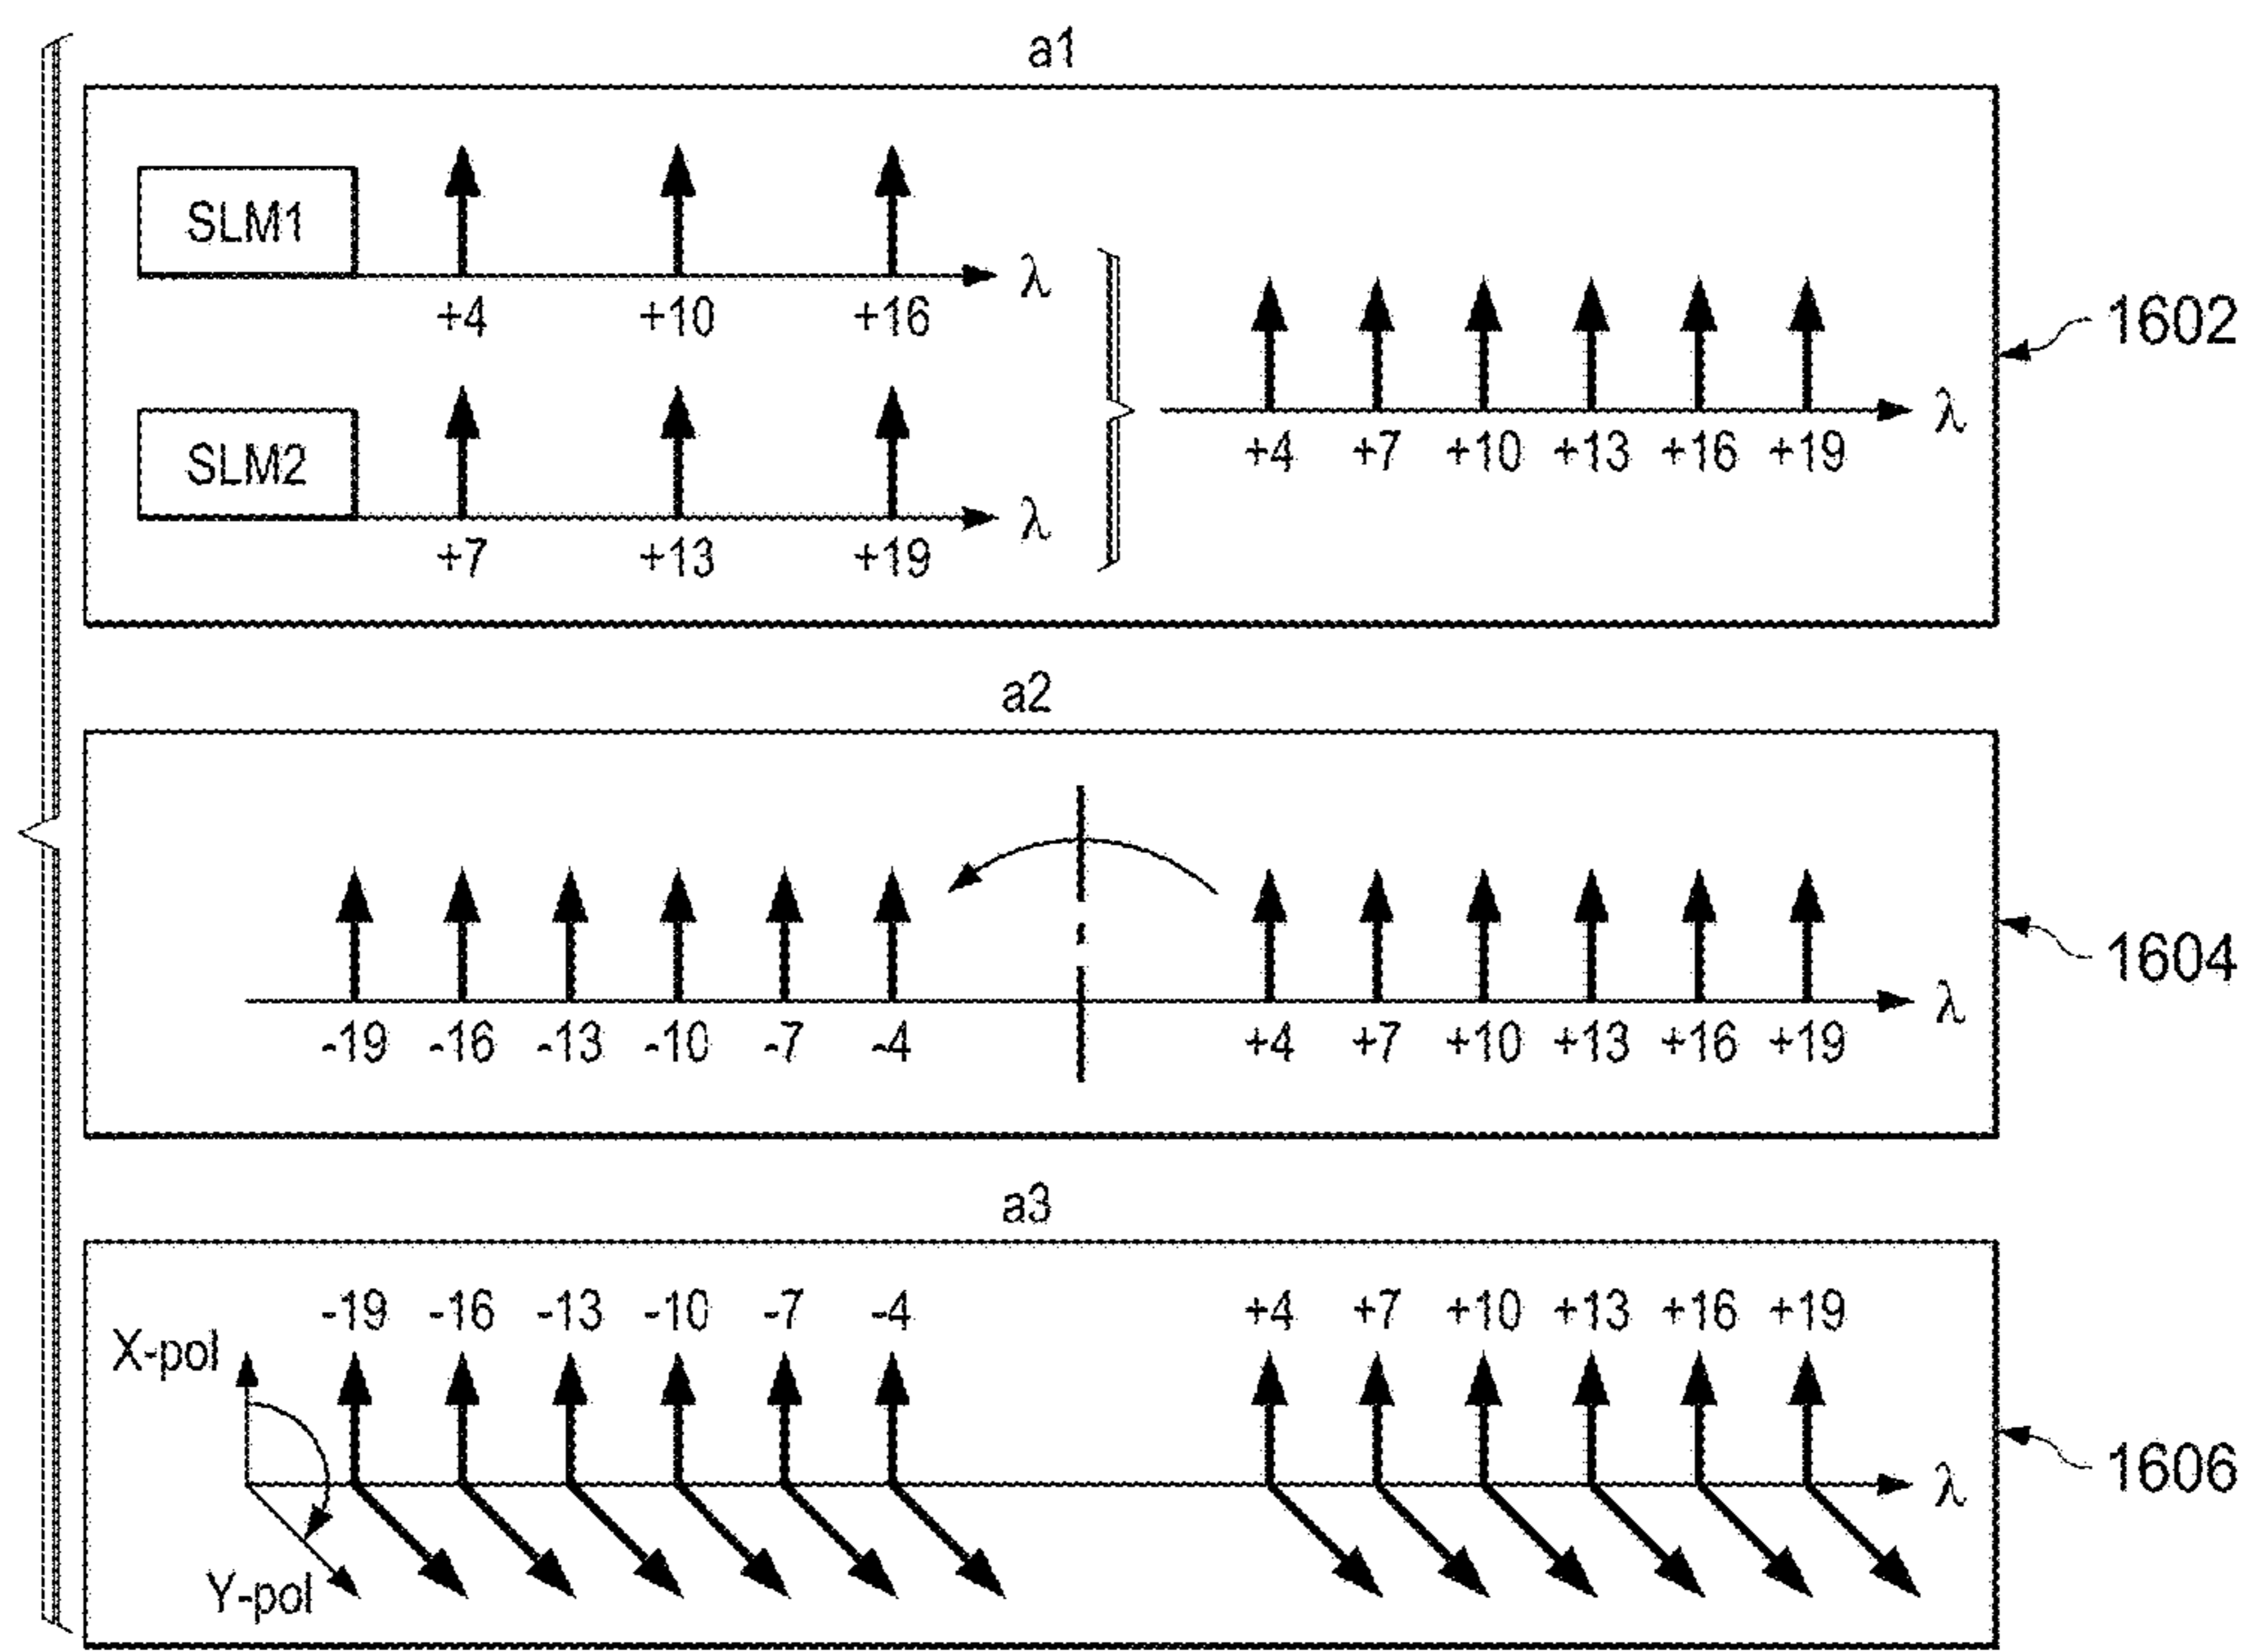 a1
SLM1
+4 +10 +16 λ
SLM2
+7 +13 +19 λ
+4 +7 +10 +13 +16 +19 λ
1602
a2
-19 -16 -13 -10 -7 -4 +4 +7 +10 +13 +16 +19 λ
1604
a3
-19 -16 -13 -10 -7 -4 +4 +7 +10 +13 +16 +19
X-pol
λ
Y-pol
1606